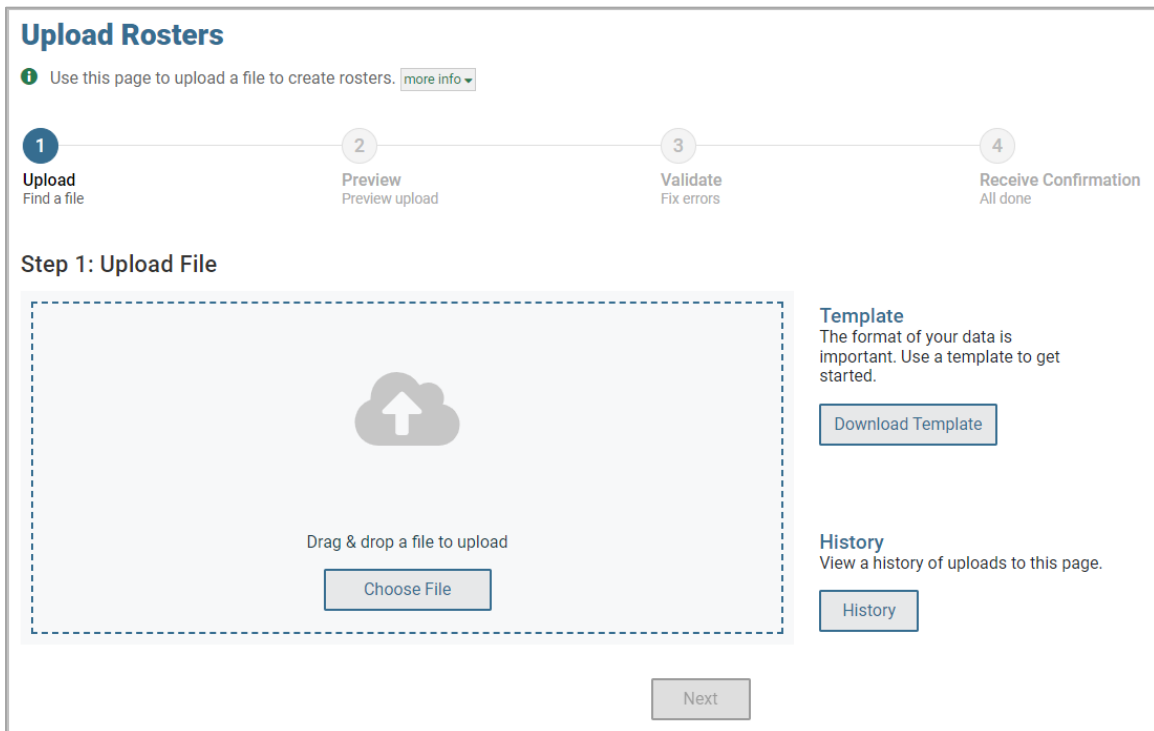 Upload Rosters
Use this page to upload a file to create rosters. more info
1
2
3
4
Upload
Preview
Validate
Receive Confirmation
Find a file
Preview upload
Fix errors
All done
Step 1: Upload File
Drag & drop a file to upload
Choose File
Template
The format of your data is
important. Use a template to get
started.
Download Template
History
View a history of uploads to this page.
History
Next